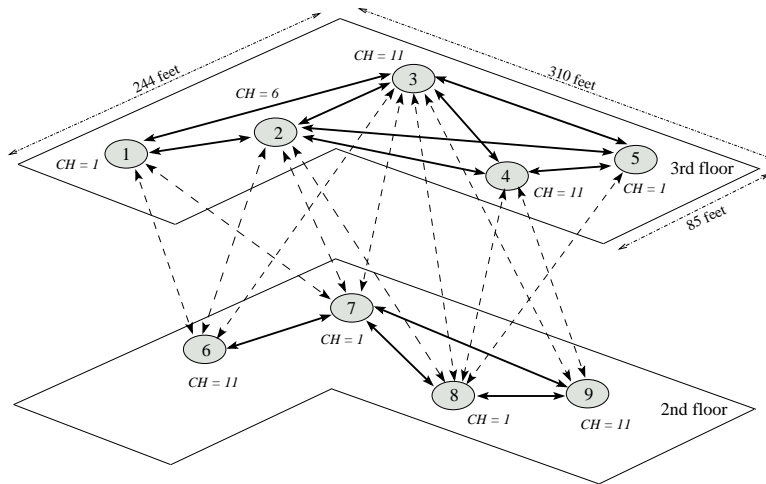 244 feet
310 feet
CH = 11
3
CH = 6
2
1
CH = 1
5
3rd floor
4
CH = 11
CH = 1
85 feet
7
CH = 1
6
CH = 11
8
9
2nd floor
CH = 1
CH = 11